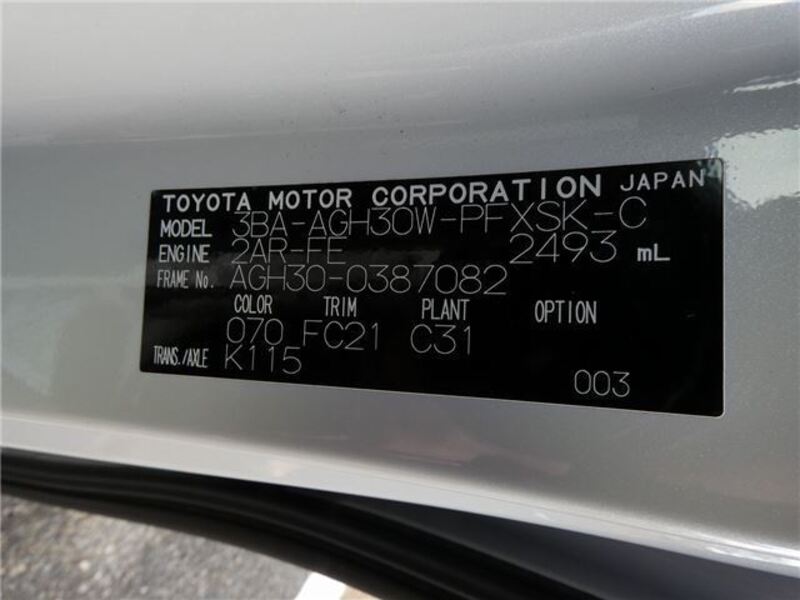 TOYOTA MOTOR CORPORATION JAPAN
MODEL 3BA-AGH30W-PFXSK-C
ENGINE 2AR-FE 2493 mL
FRAME No. AGH30-0387082
COLOR TRIM PLANT OPTION
070 FC21 C31
TRANS./AXLE K115
003